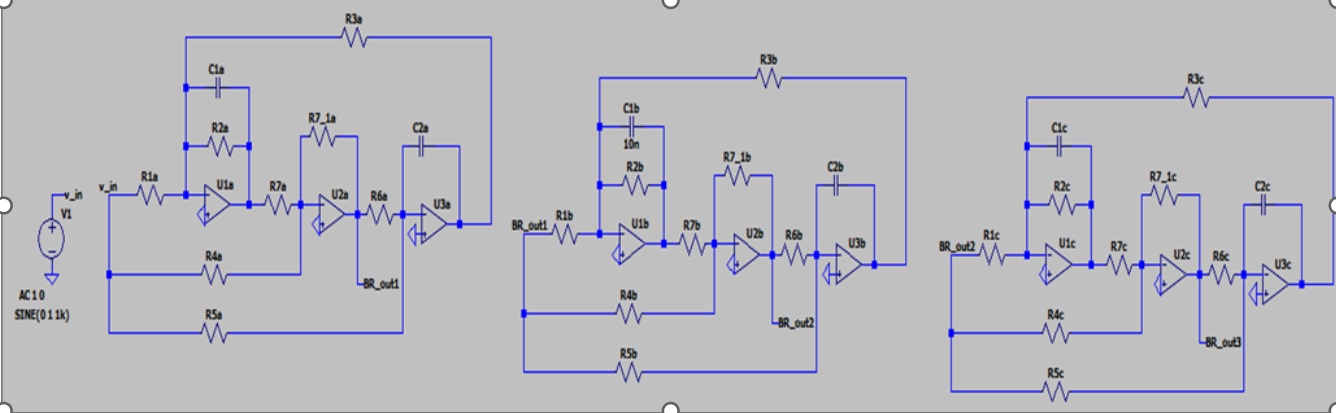 R3a
C1a
R2a
R7_1a
C2a
v_in
V1
v_in
R1a
U1a
R7a
U2a
R6a
U3a
R4a
BR_out1
R5a
AC 1 0
SINE(0 1 1k)
R3b
C1b
10n
R2b
R7_1b
C2b
BR_out1
R1b
U1b
R7b
U2b
R6b
U3b
R4b
BR_out2
R5b
R3c
C1c
R2c
R7_1c
C2c
BR_out2
R1c
U1c
R7c
U2c
R6c
U3c
R4c
BR_out3
R5c